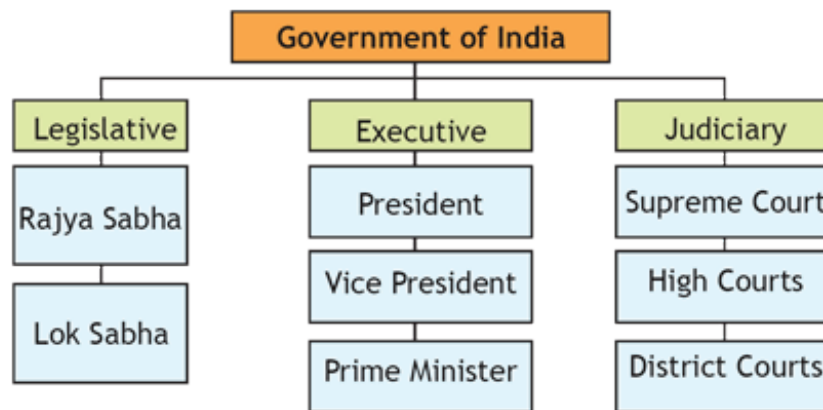 Government of India
Legislative
Executive
Judiciary
Rajya Sabha
President
Supreme Court
Vice President
High Courts
Lok Sabha
Prime Minister
District Courts